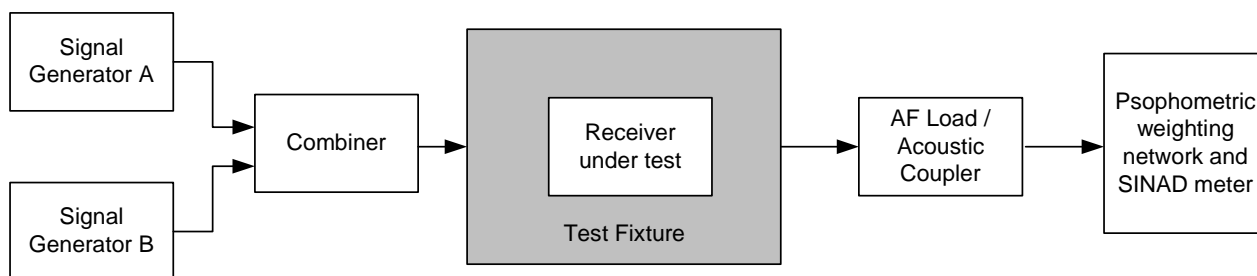 Signal
Generator A
Signal
Generator B
Combiner
Receiver
under test
Test Fixture
AF Load /
Acoustic
Coupler
Psophometric
weighting
network and
SINAD meter